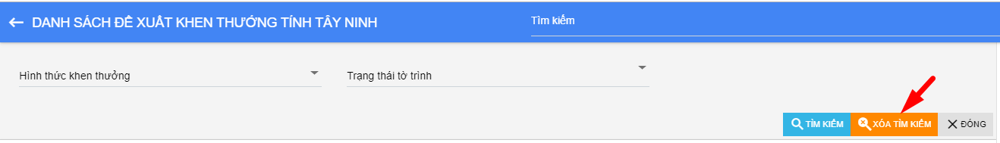 DANH SÁCH ĐỀ XUẤT KHEN THƯỞNG TỈNH TÂY NINH
Tìm kiếm
Hình thức khen thưởng
Trạng thái tờ trình
TÌM KIẾM
XÓA TÌM KIẾM
ĐÓNG